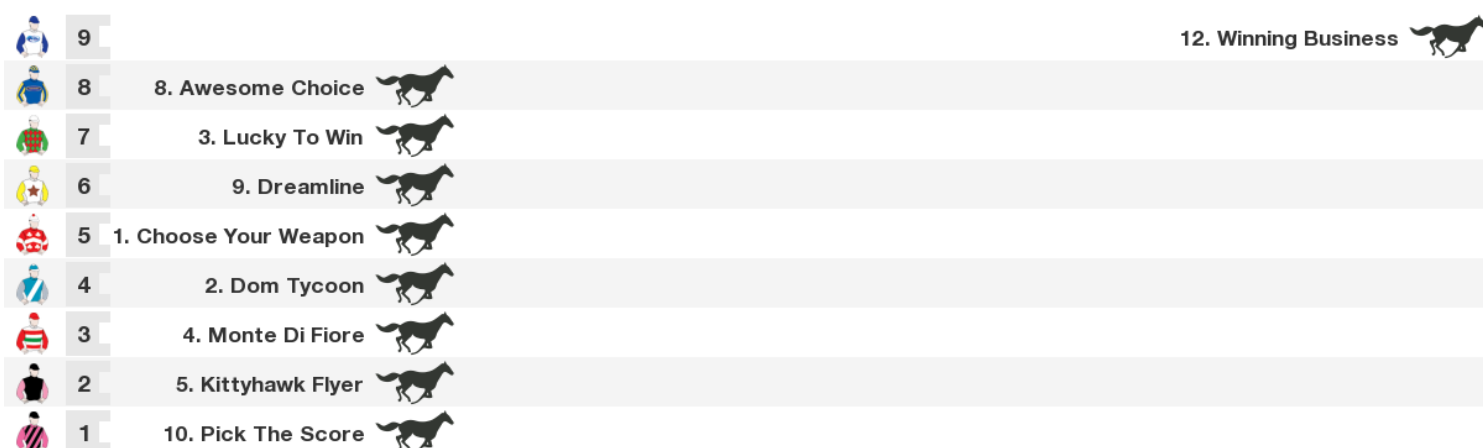 9 12. Winning Business
8 8. Awesome Choice
7 3. Lucky To Win
6 9. Dreamline
5 1. Choose Your Weapon
4 2. Dom Tycoon
3 4. Monte Di Fiore
2 5. Kittyhawk Flyer
1 10. Pick The Score